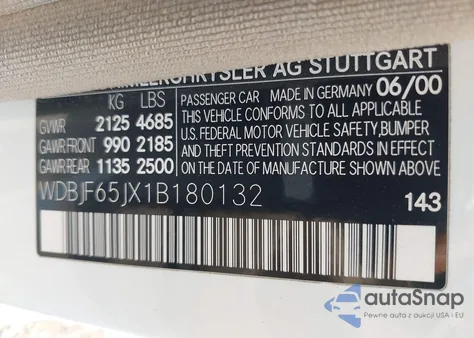 AG STUTTGART
KG LBS
GVWR 2125 4685
GAWR FRONT 990 2185
GAWR REAR 1135 2500
PASSENGER CAR MADE IN GERMANY 06/00
THIS VEHICLE CONFORMS TO ALL APPLICABLE
U.S. FEDERAL MOTOR VEHICLE SAFETY, BUMPER
AND THEFT PREVENTION STANDARDS IN EFFECT
ON THE DATE OF MANUFACTURE SHOWN ABOVE.
WDBJF65JX1B180132
143
autoSnap
Pewne auta z aukcji USA i EU